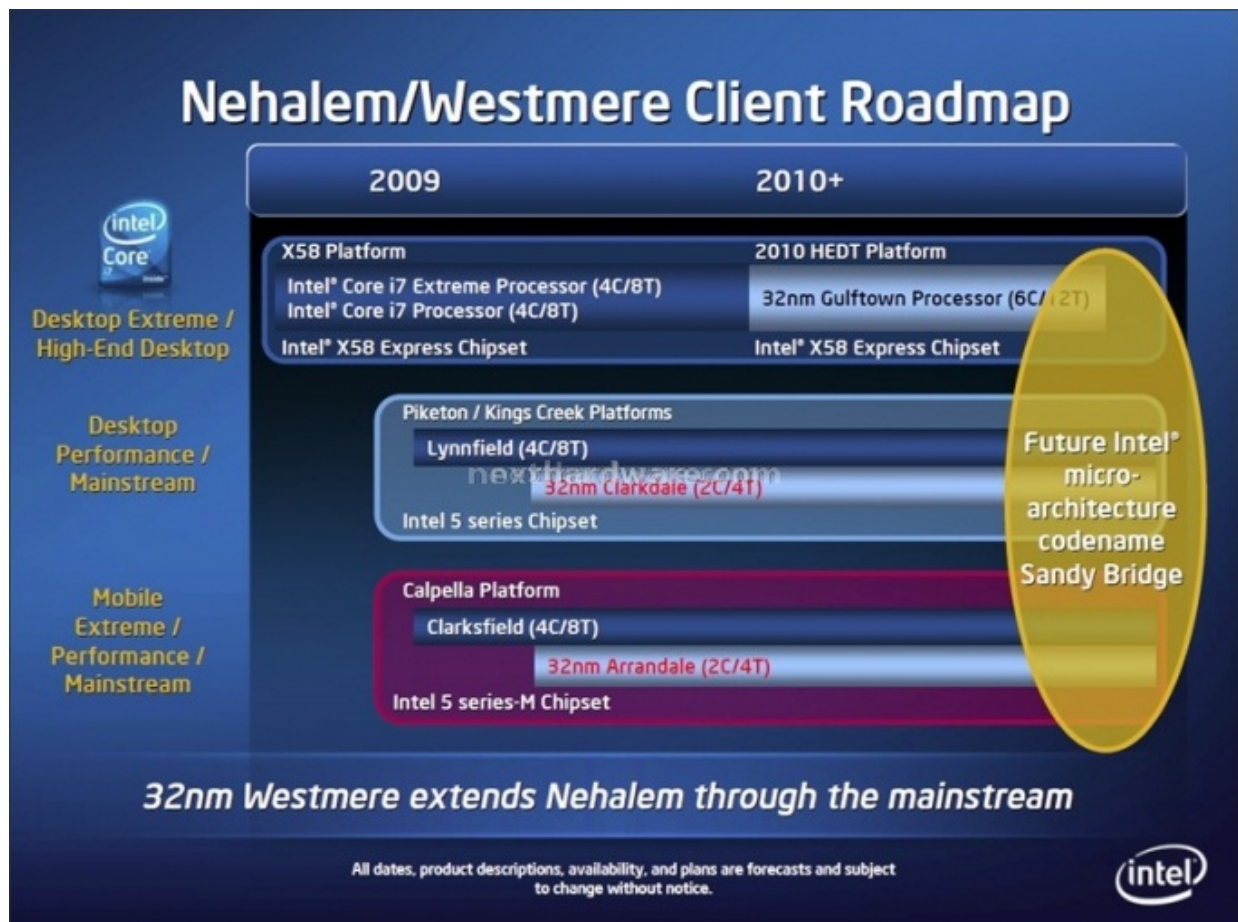 Nehalem/Westmere Client Roadmap
2009
2010+
intel
Core
i7
inside
Desktop Extreme /
High-End Desktop
X58 Platform
Intel® Core i7 Extreme Processor (4C/8T)
Intel® Core i7 Processor (4C/8T)
Intel® X58 Express Chipset
2010 HEDT Platform
32nm Gulftown Processor (6C/12T)
Intel® X58 Express Chipset
Desktop
Performance /
Mainstream
Piketon / Kings Creek Platforms
Lynnfield (4C/8T)
nexthardware.com
32nm Clarkdale (2C/4T)
Intel 5 series Chipset
Mobile
Extreme /
Performance /
Mainstream
Calpella Platform
Clarksfield (4C/8T)
32nm Arrandale (2C/4T)
Intel 5 series-M Chipset
Future Intel®
micro-
architecture
codename
Sandy Bridge
32nm Westmere extends Nehalem through the mainstream
All dates, product descriptions, availability, and plans are forecasts and subject
to change without notice.
intel